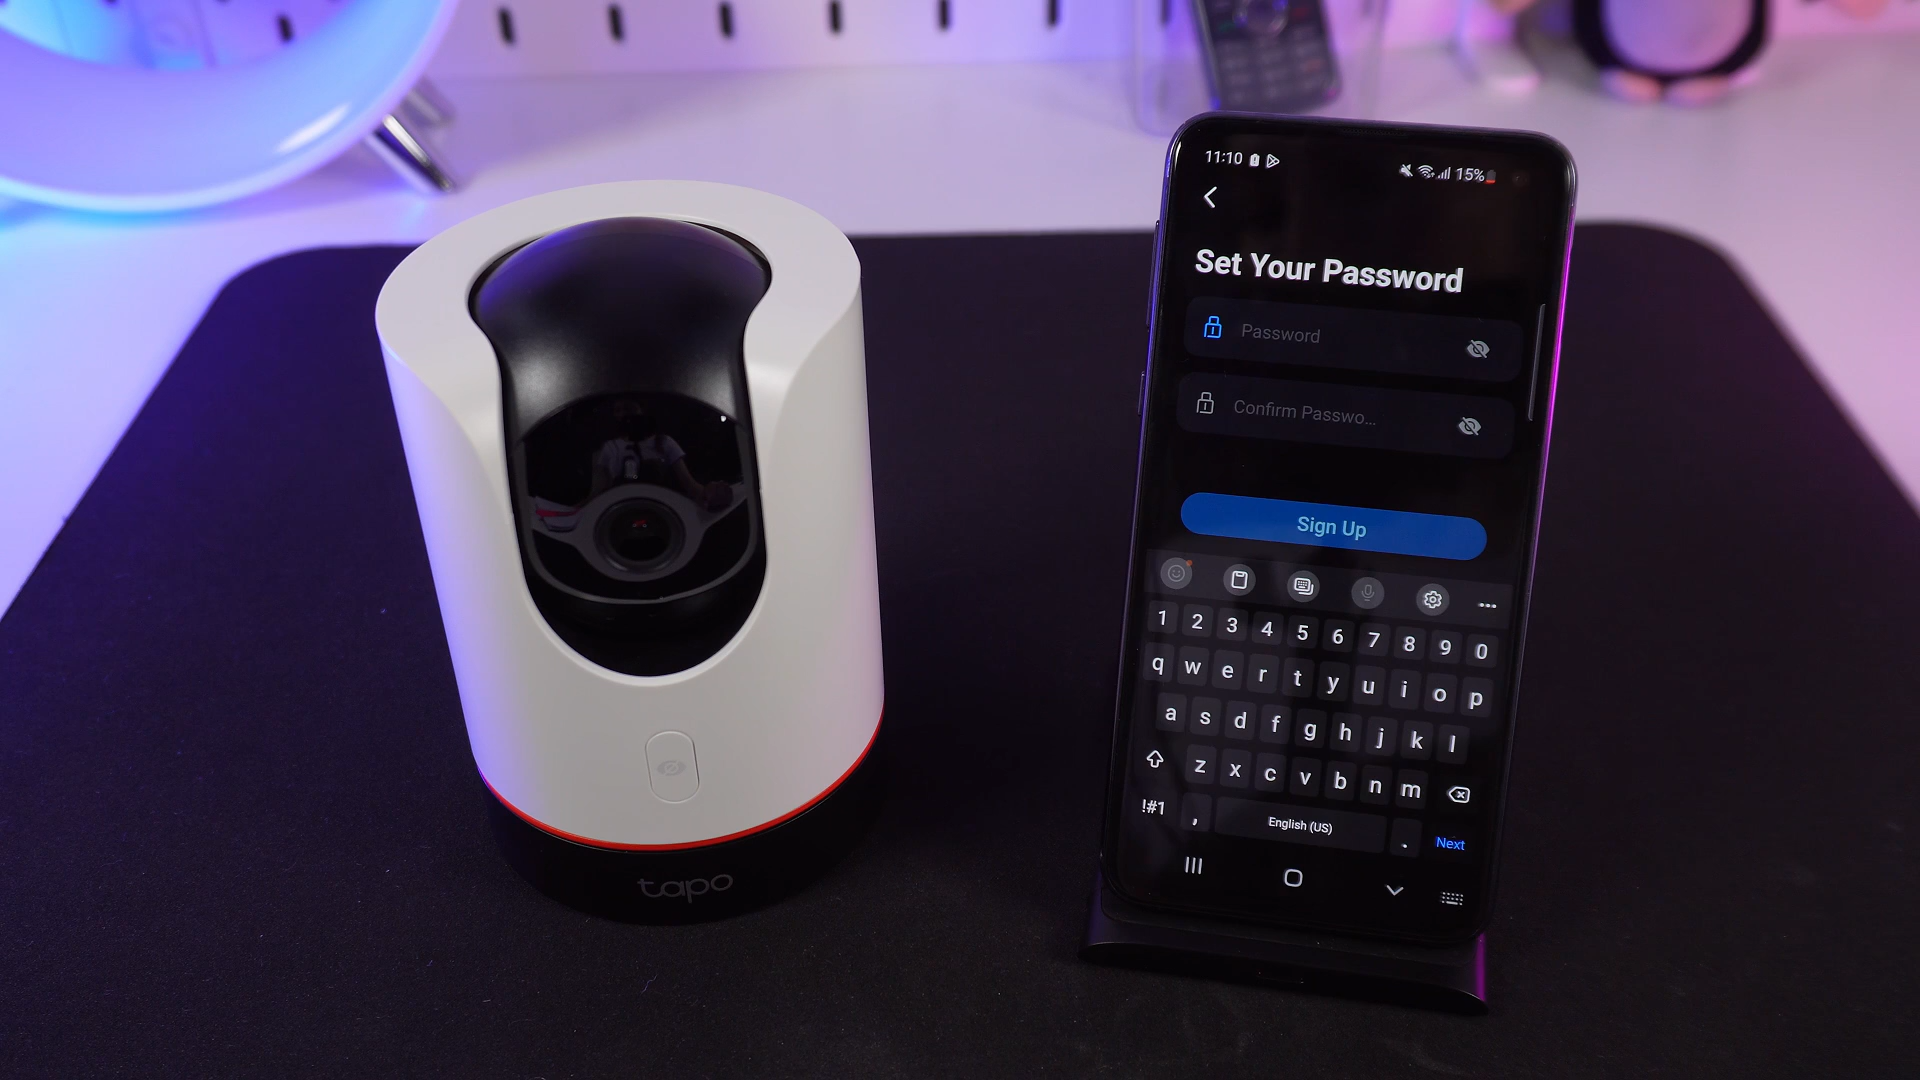 11:10
15%
Set Your Password
Password
Confirm Passwo...
Sign Up
1 2 3 4 5 6 7 8 9 0
q w e r t y u i o p
a s d f g h j k l
z x c v b n m
!#1 , English (US) . Next
tapo